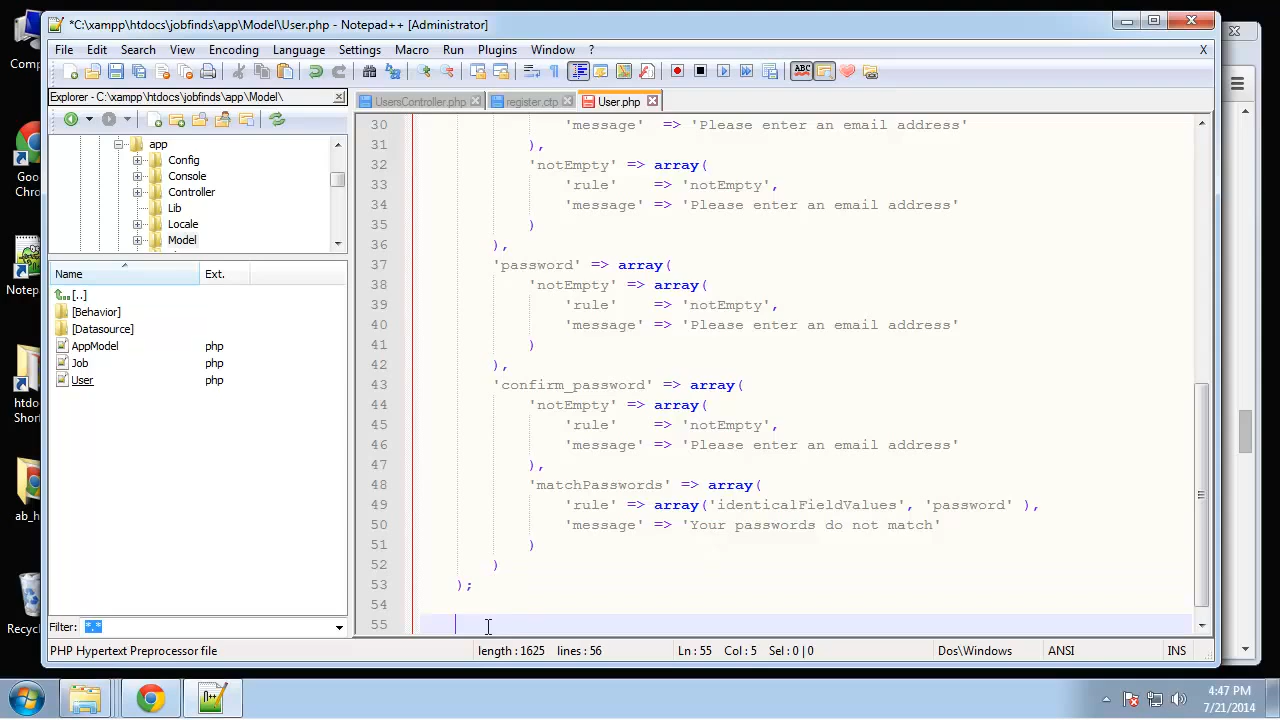 *C:\xampp\htdocs\jobfinds\app\Model\User.php - Notepad++ [Administrator]
File Edit Search View Encoding Language Settings Macro Run Plugins Window ? X
Explorer - C:\xampp\htdocs\jobfinds\app\Model\
UsersController.php register.ctp User.php
app
Config
Console
Controller
Lib
Locale
Model
Name Ext.
[..]
[Behavior]
[Datasource]
AppModel php
Job php
User php
Filter: *.*
30 'message' => 'Please enter an email address'
31 ),
32 'notEmpty' => array(
33 'rule' => 'notEmpty',
34 'message' => 'Please enter an email address'
35 )
36 ),
37 'password' => array(
38 'notEmpty' => array(
39 'rule' => 'notEmpty',
40 'message' => 'Please enter an email address'
41 )
42 ),
43 'confirm_password' => array(
44 'notEmpty' => array(
45 'rule' => 'notEmpty',
46 'message' => 'Please enter an email address'
47 ),
48 'matchPasswords' => array(
49 'rule' => array('identicalFieldValues', 'password' ),
50 'message' => 'Your passwords do not match'
51 )
52 )
53 );
54
55
PHP Hypertext Preprocessor file length : 1625 lines : 56 Ln : 55 Col : 5 Sel : 0 | 0 Dos\Windows ANSI INS
Comp
Goo
Chro
Notep
htdo
Short
ab_h
Recycl
4:47 PM
7/21/2014